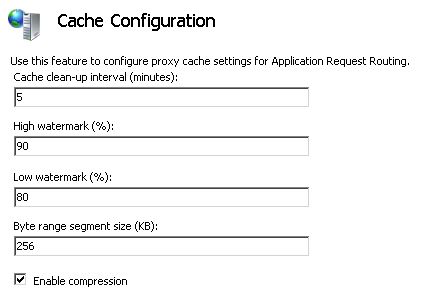 Cache Configuration
Use this feature to configure proxy cache settings for Application Request Routing.
Cache clean-up interval (minutes):
5
High watermark (%):
90
Low watermark (%):
80
Byte range segment size (KB):
256
Enable compression